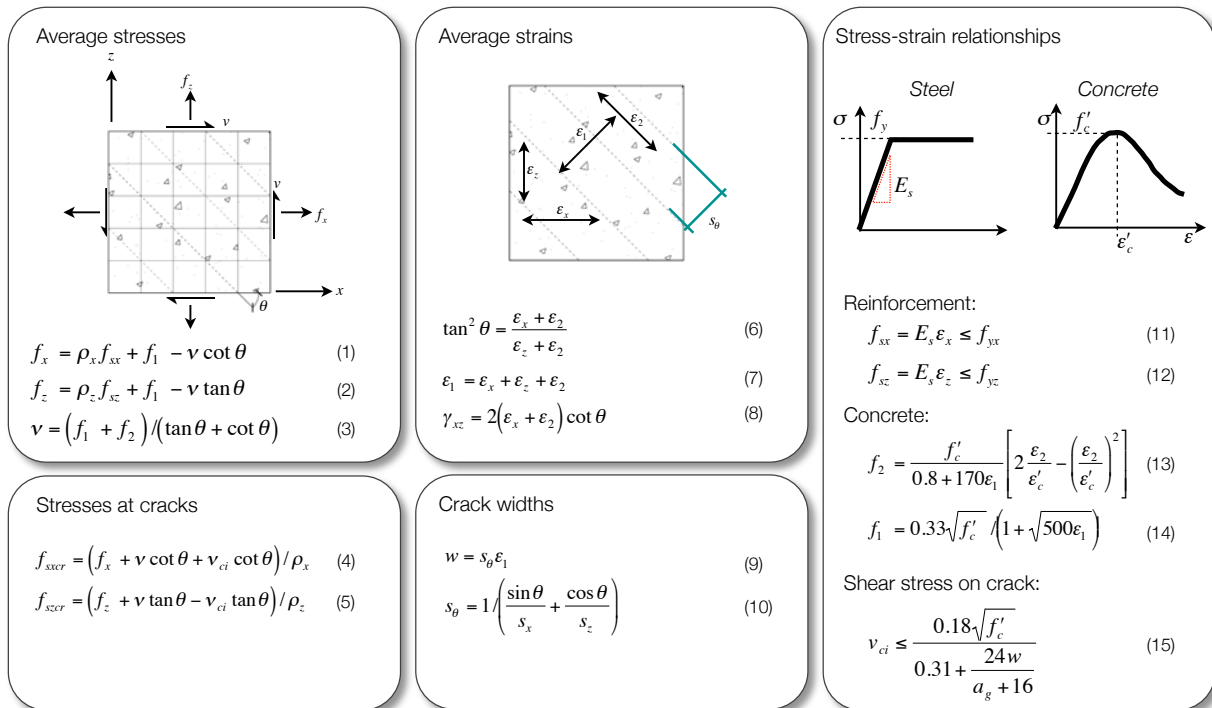 Average stresses
z
f_z
v
v
f_x
x
θ
f_x = ρ_x f_sx + f_1 − ν cot θ (1)
f_z = ρ_z f_sz + f_1 − ν tan θ (2)
ν = (f_1 + f_2)/(tan θ + cot θ) (3)
Average strains
ε_1
ε_2
ε_z
ε_x
s_θ
tan² θ = (ε_x + ε_2)/(ε_z + ε_2) (6)
ε_1 = ε_x + ε_z + ε_2 (7)
γ_xz = 2(ε_x + ε_2) cot θ (8)
Stress-strain relationships
Steel
σ
f_y
E_s
Concrete
σ
f′_c
ε′_c
ε
Reinforcement:
f_sx = E_s ε_x ≤ f_yx (11)
f_sz = E_s ε_z ≤ f_yz (12)
Concrete:
f_2 = f′_c/(0.8 + 170ε_1) [2 ε_2/ε′_c − (ε_2/ε′_c)²] (13)
f_1 = 0.33√f′_c /(1 + √500ε_1) (14)
Shear stress on crack:
v_ci ≤ 0.18√f′_c / (0.31 + 24w/(a_g + 16)) (15)
Stresses at cracks
f_sxcr = (f_x + ν cot θ + ν_ci cot θ)/ρ_x (4)
f_szcr = (f_z + ν tan θ − ν_ci tan θ)/ρ_z (5)
Crack widths
w = s_θ ε_1 (9)
s_θ = 1/(sin θ/s_x + cos θ/s_z) (10)